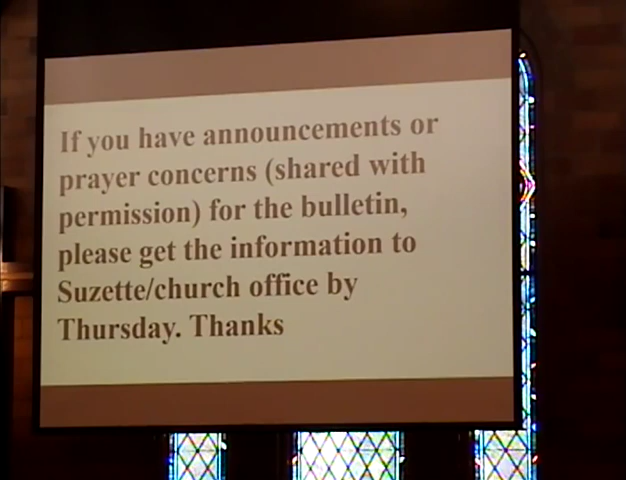 If you have announcements or
prayer concerns (shared with
permission) for the bulletin,
please get the information to
Suzette/church office by
Thursday. Thanks